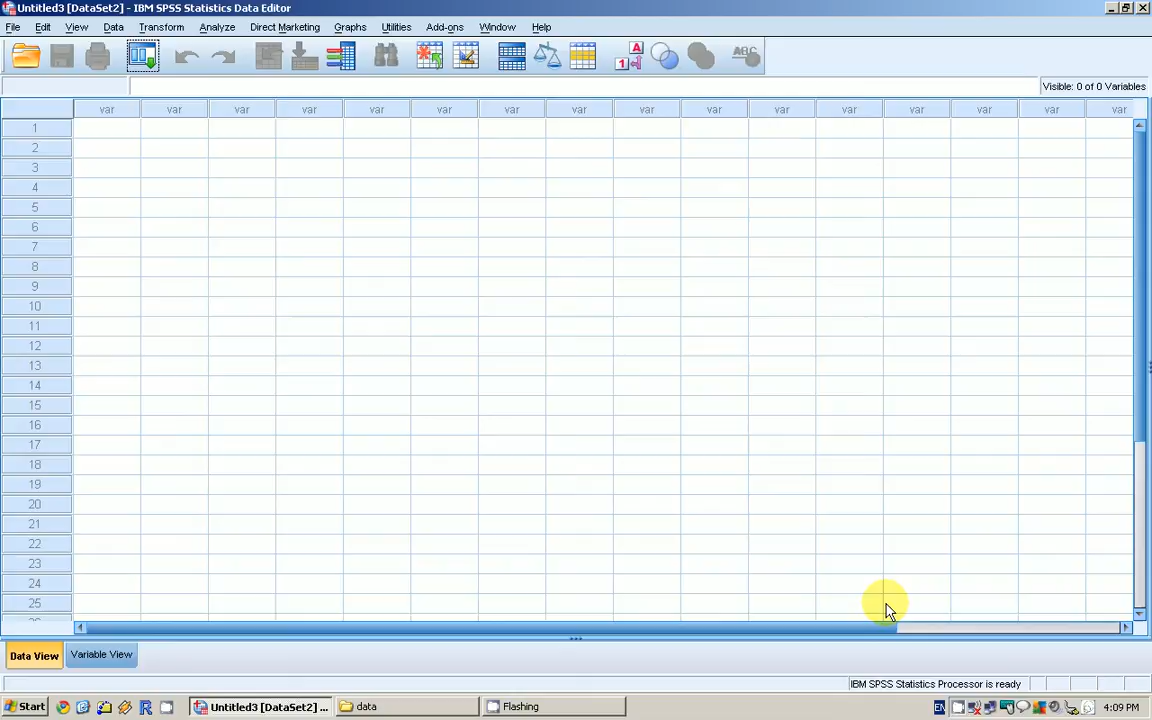 Untitled3 [DataSet2] - IBM SPSS Statistics Data Editor
File Edit View Data Transform Analyze Direct Marketing Graphs Utilities Add-ons Window Help
A
1
ABC
Visible: 0 of 0 Variables
var var var var var var var var var var var var var var var var
1
2
3
4
5
6
7
8
9
10
11
12
13
14
15
16
17
18
19
20
21
22
23
24
25
Data View Variable View
IBM SPSS Statistics Processor is ready
Start R Untitled3 [DataSet2] ... data Flashing EN 4:09 PM